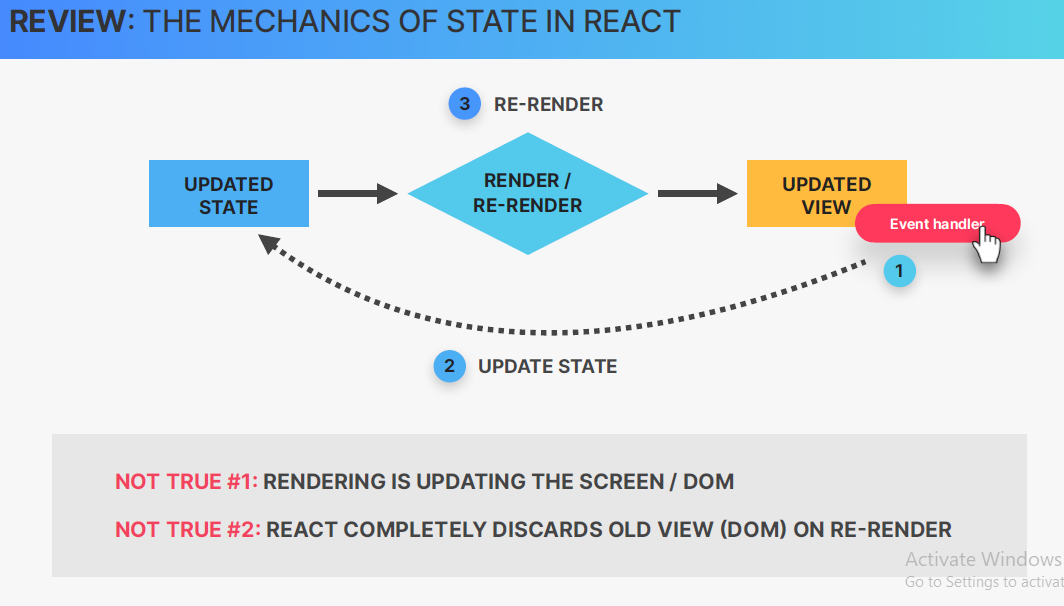 REVIEW: THE MECHANICS OF STATE IN REACT
3 RE-RENDER
UPDATED
STATE
RENDER /
RE-RENDER
UPDATED
VIEW
Event handler
1
2 UPDATE STATE
NOT TRUE #1: RENDERING IS UPDATING THE SCREEN / DOM
NOT TRUE #2: REACT COMPLETELY DISCARDS OLD VIEW (DOM) ON RE-RENDER
Activate Windows
Go to Settings to activat